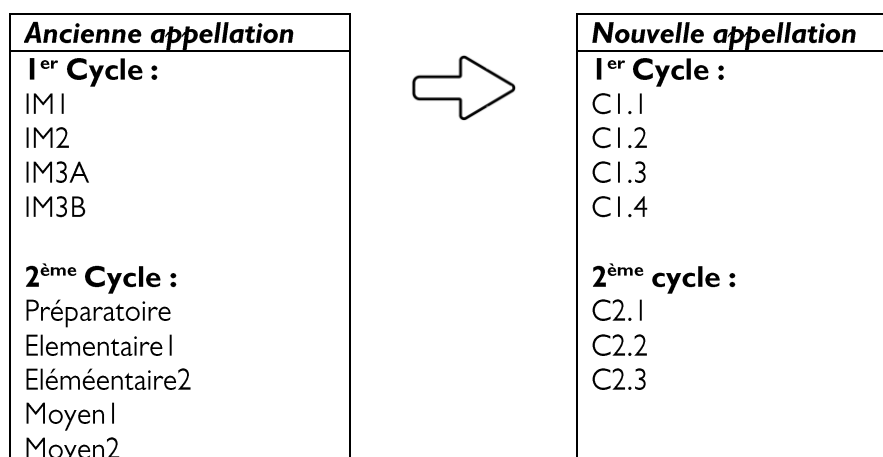 Ancienne appellation
1er Cycle :
IM1
IM2
IM3A
IM3B
2ème Cycle :
Préparatoire
Elementaire1
Eléméentaire2
Moyen1
Moyen2
Nouvelle appellation
1er Cycle :
C1.1
C1.2
C1.3
C1.4
2ème cycle :
C2.1
C2.2
C2.3